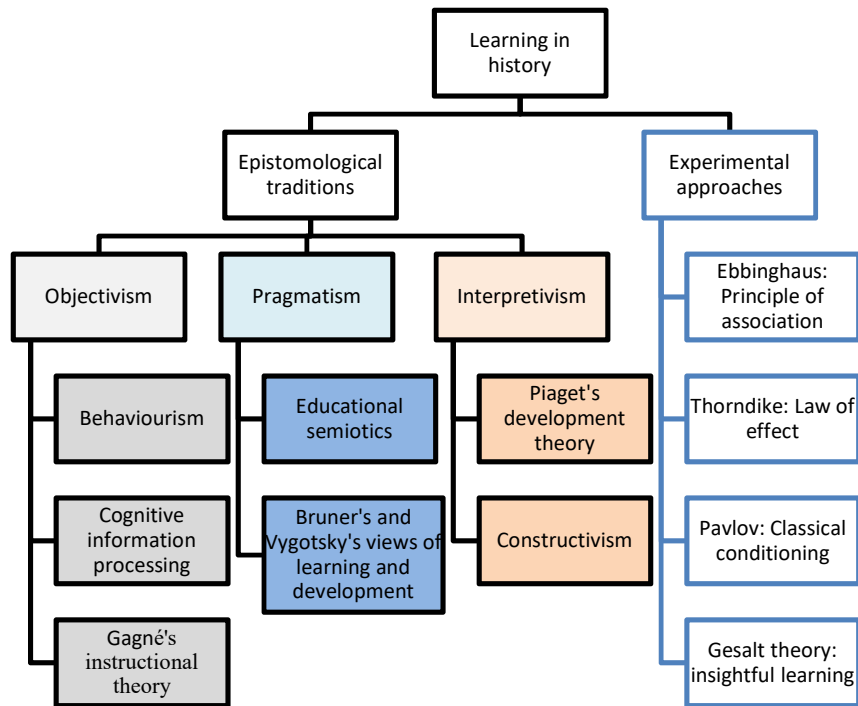 Learning in
history
Epistomological
traditions
Experimental
approaches
Objectivism
Pragmatism
Interpretivism
Ebbinghaus:
Principle of
association
Behaviourism
Educational
semiotics
Piaget's
development
theory
Thorndike: Law of
effect
Cognitive
information
processing
Bruner's and
Vygotsky's views of
learning and
development
Constructivism
Pavlov: Classical
conditioning
Gagné's
instructional
theory
Gesalt theory:
insightful learning